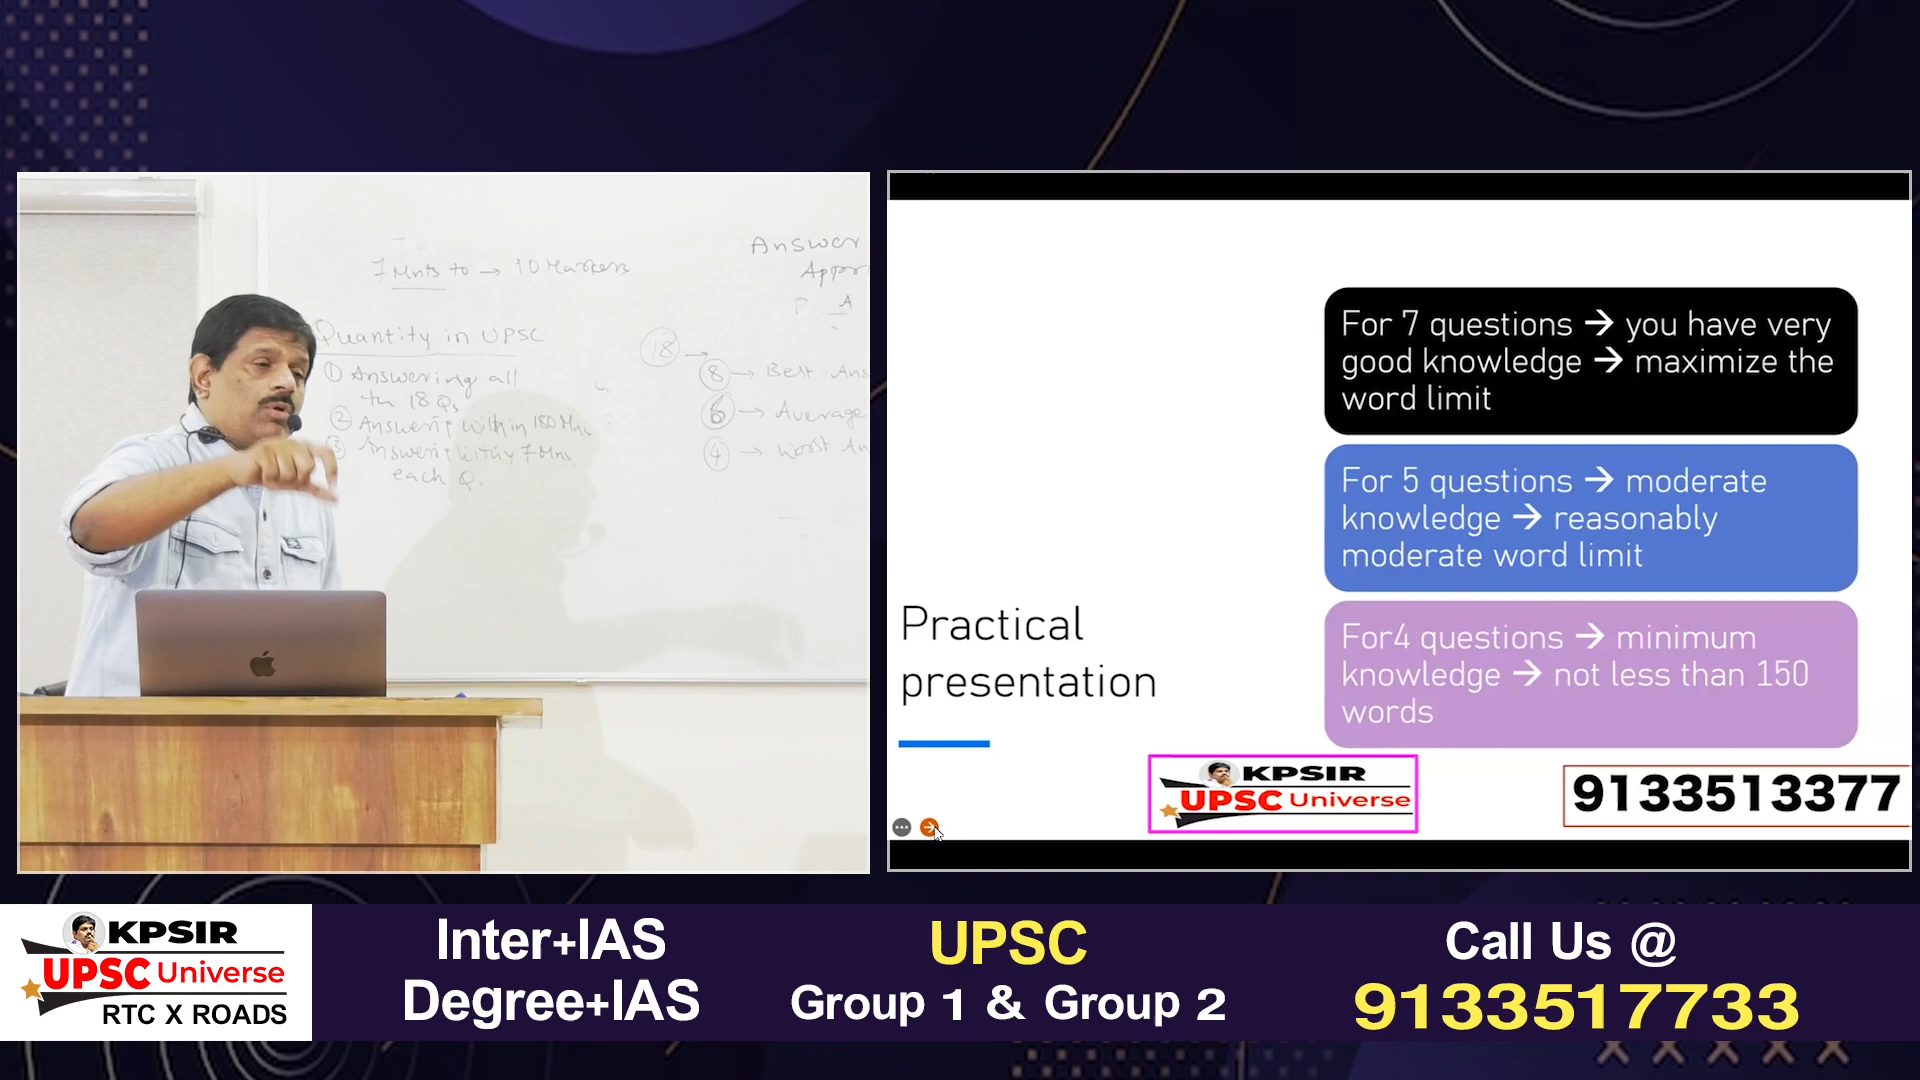 7 Mnts to → 10 Markers
Answer
Quantity in UPSC
① Answering all
18 Qs
② Answering within 180 Mns
③ Answering 7 Mns
each Q.
18 →
8 → Best Ans
6 → Average
4 → Worst An
For 7 questions → you have very
good knowledge → maximize the
word limit
For 5 questions → moderate
knowledge → reasonably
moderate word limit
For4 questions → minimum
knowledge → not less than 150
words
Practical
presentation
KPSIR
UPSC Universe
9133513377
KPSIR
UPSC Universe
RTC X ROADS
Inter+IAS
Degree+IAS
UPSC
Group 1 & Group 2
Call Us @
9133517733